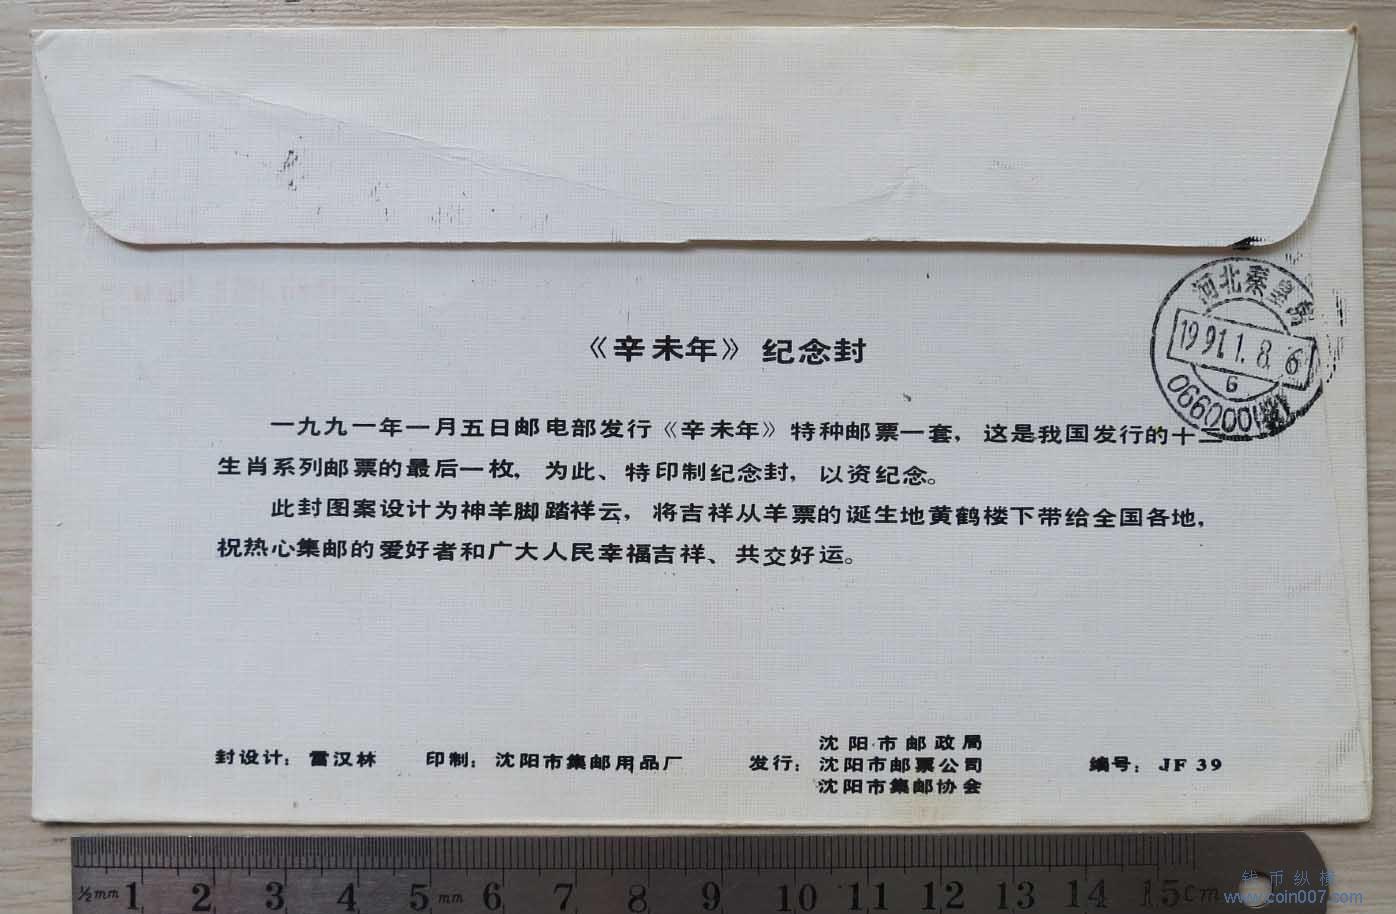 《辛未年》纪念封
一九九一年一月五日邮电部发行《辛未年》特种邮票一套，这是我国发行的十二
生肖系列邮票的最后一枚，为此、特印制纪念封，以资纪念。
此封图案设计为神羊脚踏祥云，将吉祥从羊票的诞生地黄鹤楼下带给全国各地，
祝热心集邮的爱好者和广大人民幸福吉祥、共交好运。
河北秦皇岛
1991.1.8.6
6
066000
封设计：雷汉林 印制：沈阳市集邮用品厂 发行：
沈阳市邮政局
沈阳市邮票公司
沈阳市集邮协会
编号：JF39
½mm 1 2 3 4 5 mm 6 7 8 9 10 11 12 13 14 15cm
钱币纵横
www.coin007.com